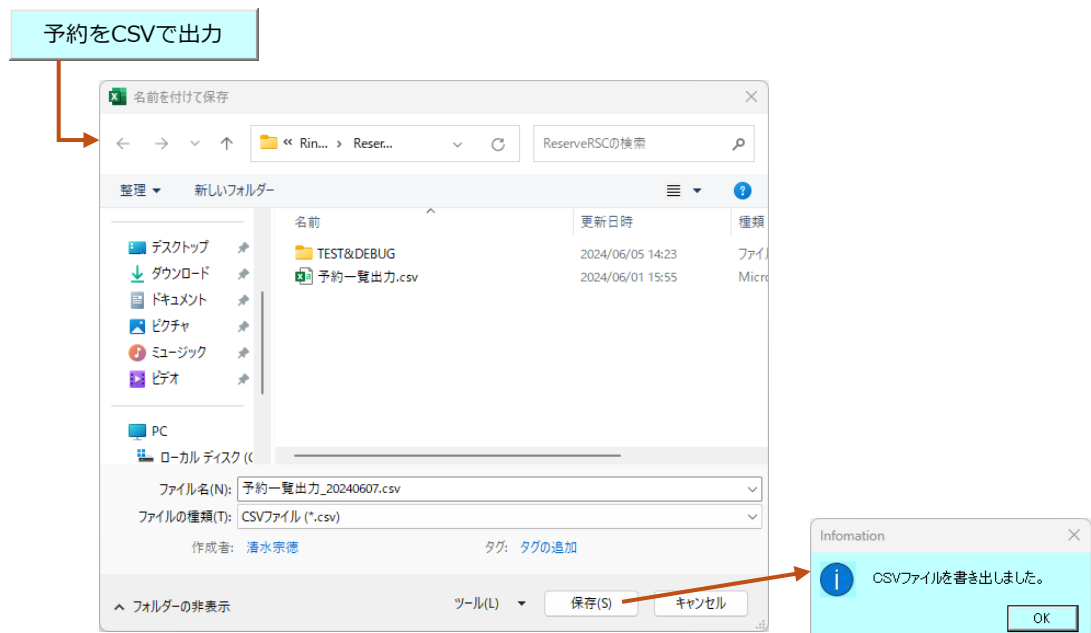 予約をCSVで出力
名前を付けて保存
« Rin... › Reser...
ReserveRSCの検索
整理
新しいフォルダー
名前
更新日時
種類
TEST&DEBUG
2024/06/05 14:23
ファイ
予約一覧出力.csv
2024/06/01 15:55
Micro
デスクトップ
ダウンロード
ドキュメント
ピクチャ
ミュージック
ビデオ
PC
ローカル ディスク (C
ファイル名(N):
予約一覧出力_20240607.csv
ファイルの種類(T):
CSVファイル (*.csv)
作成者:
清水宗徳
タグ:
タグの追加
フォルダーの非表示
ツール(L)
保存(S)
キャンセル
Infomation
CSVファイルを書き出しました。
OK